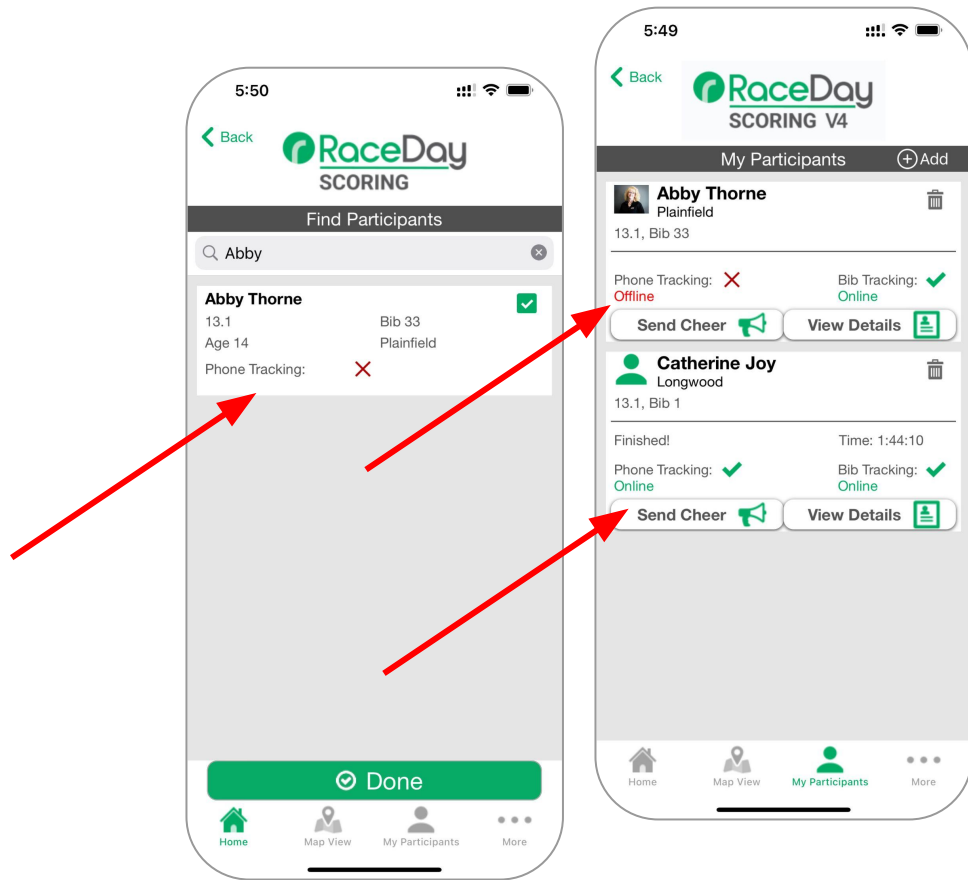 5:50
Back
RaceDay
SCORING
Find Participants
Abby
Abby Thorne
13.1 Bib 33
Age 14 Plainfield
Phone Tracking:
Done
Home Map View My Participants More
5:49
Back
RaceDay
SCORING V4
My Participants Add
Abby Thorne
Plainfield
13.1, Bib 33
Phone Tracking: Bib Tracking:
Offline Online
Send Cheer View Details
Catherine Joy
Longwood
13.1, Bib 1
Finished! Time: 1:44:10
Phone Tracking: Bib Tracking:
Online Online
Send Cheer View Details
Home Map View My Participants More